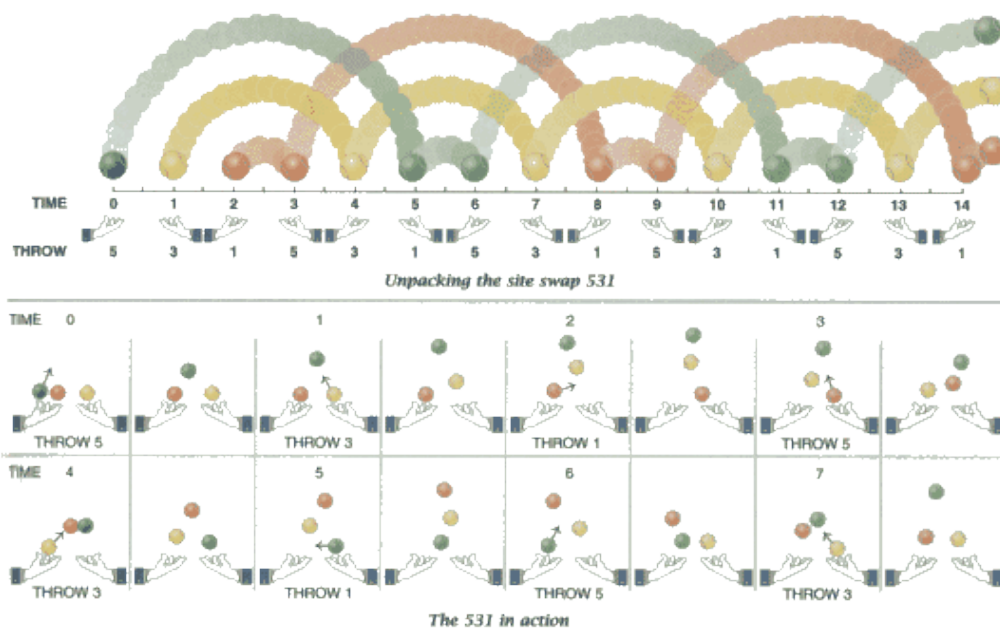 TIME 0 1 2 3 4 5 6 7 8 9 10 11 12 13 14
THROW 5 3 1 5 3 1 5 3 1 5 3 1 5 3 1
Unpacking the site swap 531
TIME 0 1 2 3
THROW 5 THROW 3 THROW 1 THROW 5
TIME 4 5 6 7
THROW 3 THROW 1 THROW 5 THROW 3
The 531 in action